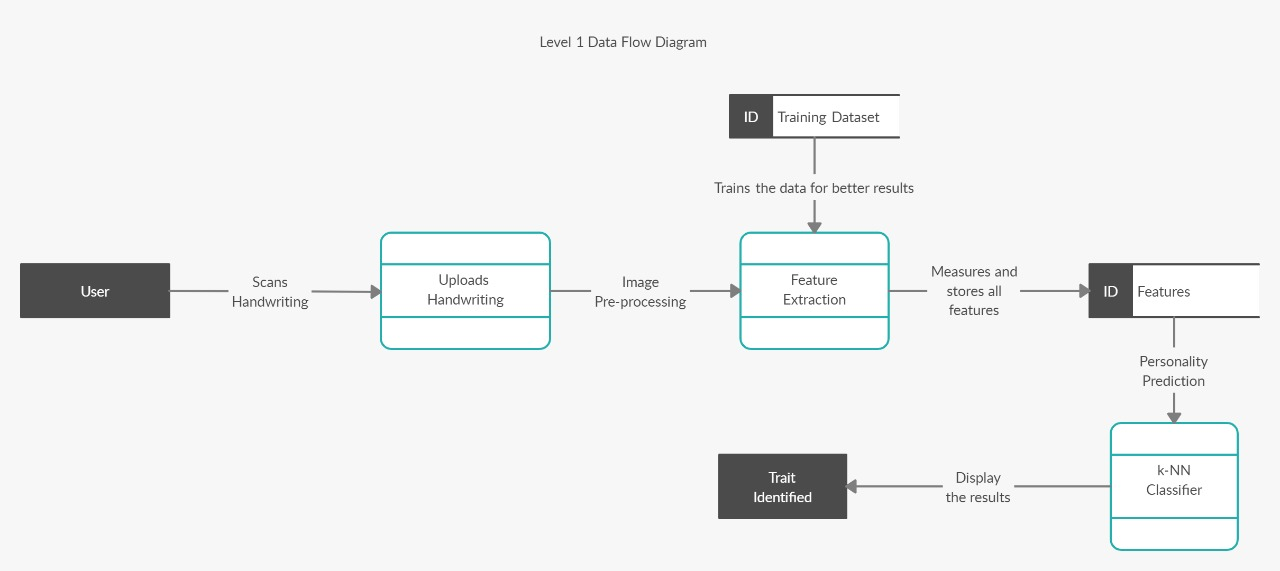 Level 1 Data Flow Diagram
ID Training Dataset
Trains the data for better results
User
Scans
Handwriting
Uploads
Handwriting
Image
Pre-processing
Feature
Extraction
Measures and
stores all
features
ID Features
Personality
Prediction
k-NN
Classifier
Display
the results
Trait
Identified